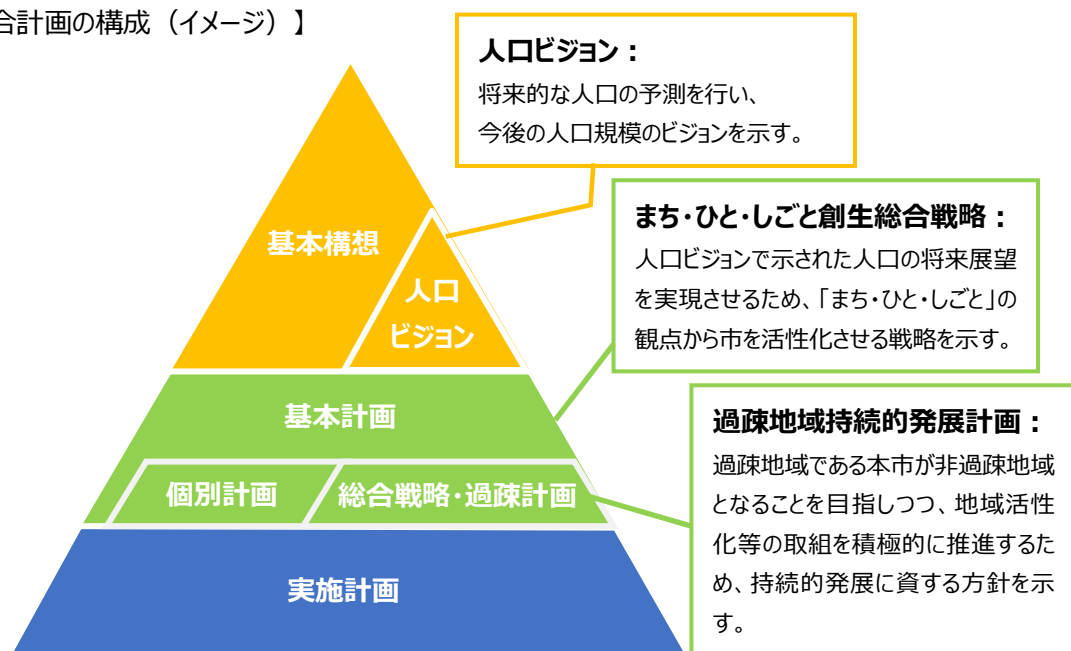 合計画の構成（イメージ）】
人口ビジョン：
将来的な人口の予測を行い、
今後の人口規模のビジョンを示す。
まち・ひと・しごと創生総合戦略：
人口ビジョンで示された人口の将来展望
を実現させるため、「まち・ひと・しごと」の
観点から市を活性化させる戦略を示す。
基本構想
人口
ビジョン
基本計画
過疎地域持続的発展計画：
過疎地域である本市が非過疎地域
となることを目指しつつ、地域活性
化等の取組を積極的に推進するた
め、持続的発展に資する方針を示
す。
個別計画
総合戦略・過疎計画
実施計画